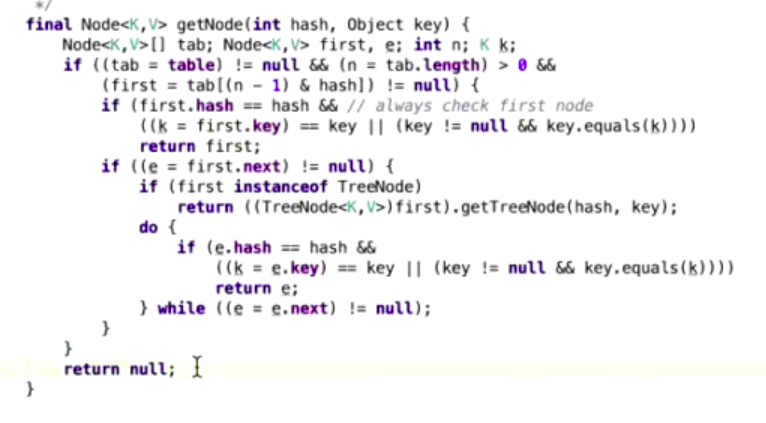 */
final Node<K,V> getNode(int hash, Object key) {
    Node<K,V>[] tab; Node<K,V> first, e; int n; K k;
    if ((tab = table) != null && (n = tab.length) > 0 &&
        (first = tab[(n - 1) & hash]) != null) {
        if (first.hash == hash && // always check first node
            ((k = first.key) == key || (key != null && key.equals(k))))
            return first;
        if ((e = first.next) != null) {
            if (first instanceof TreeNode)
                return ((TreeNode<K,V>)first).getTreeNode(hash, key);
            do {
                if (e.hash == hash &&
                    ((k = e.key) == key || (key != null && key.equals(k))))
                    return e;
            } while ((e = e.next) != null);
        }
    }
    return null;
}